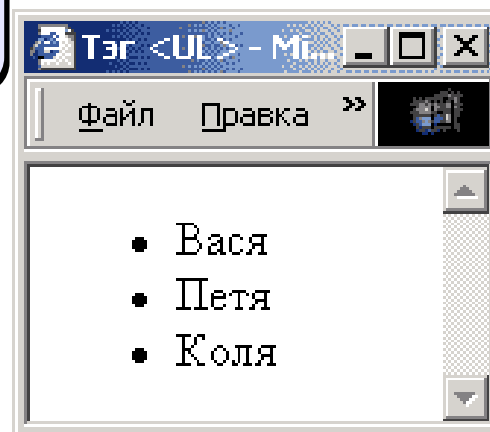 Тэг <UL> - Mi...
Файл Правка »
Вася
Петя
Коля